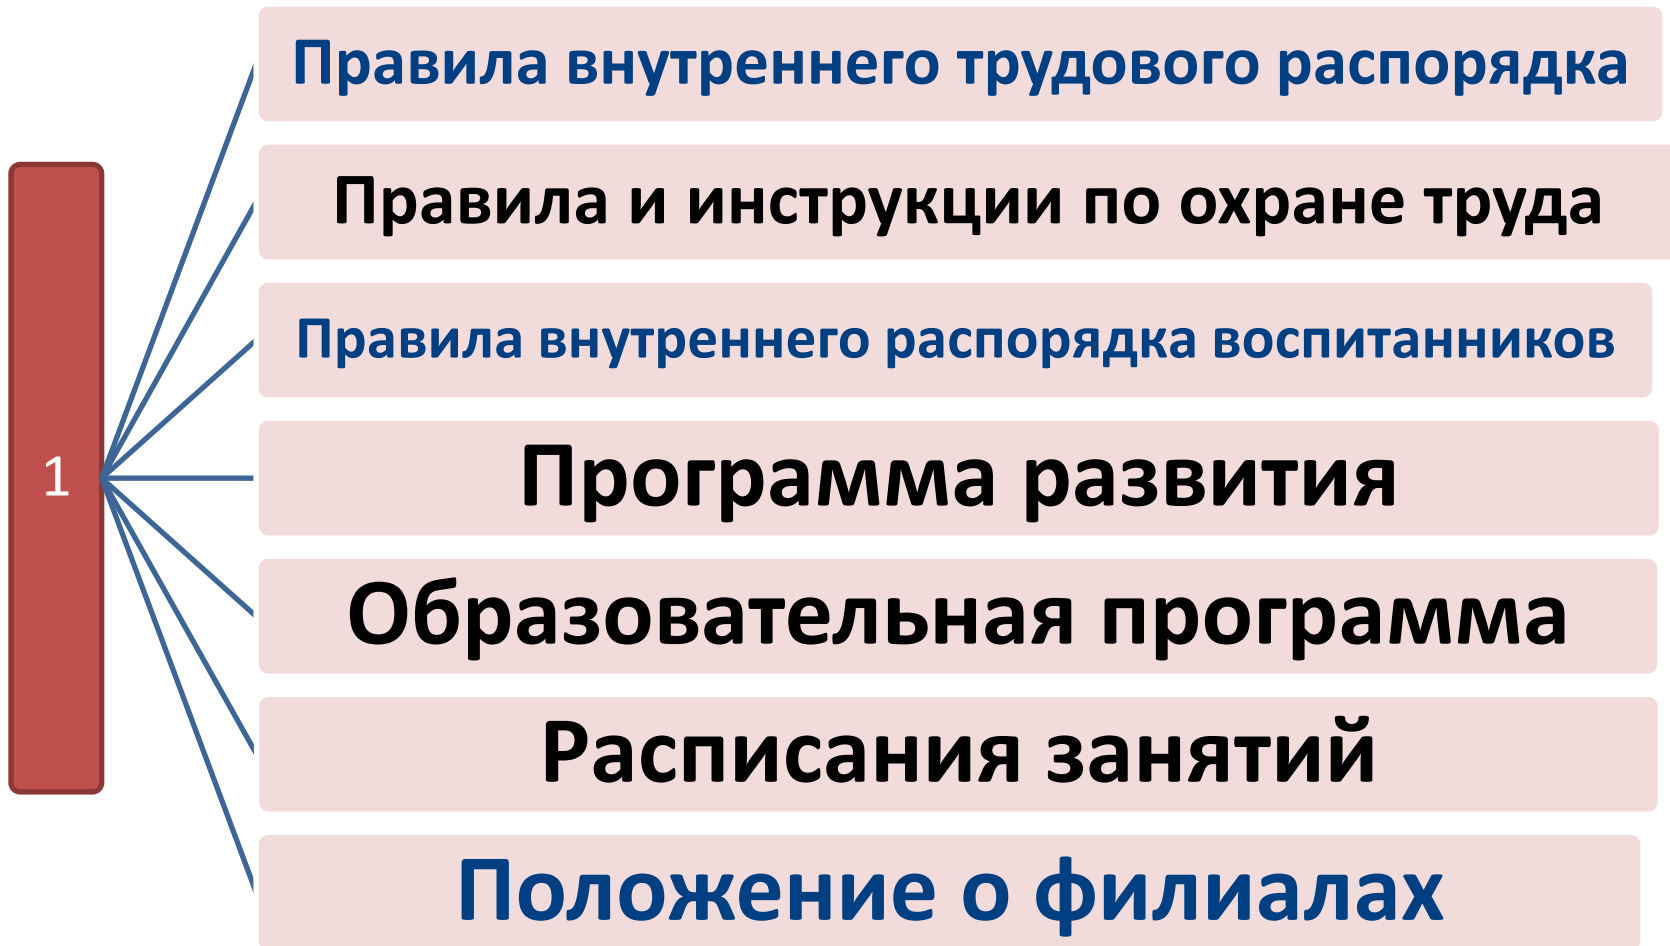 Правила внутреннего трудового распорядка
Правила и инструкции по охране труда
Правила внутреннего распорядка воспитанников
1
Программа развития
Образовательная программа
Расписания занятий
Положение о филиалах